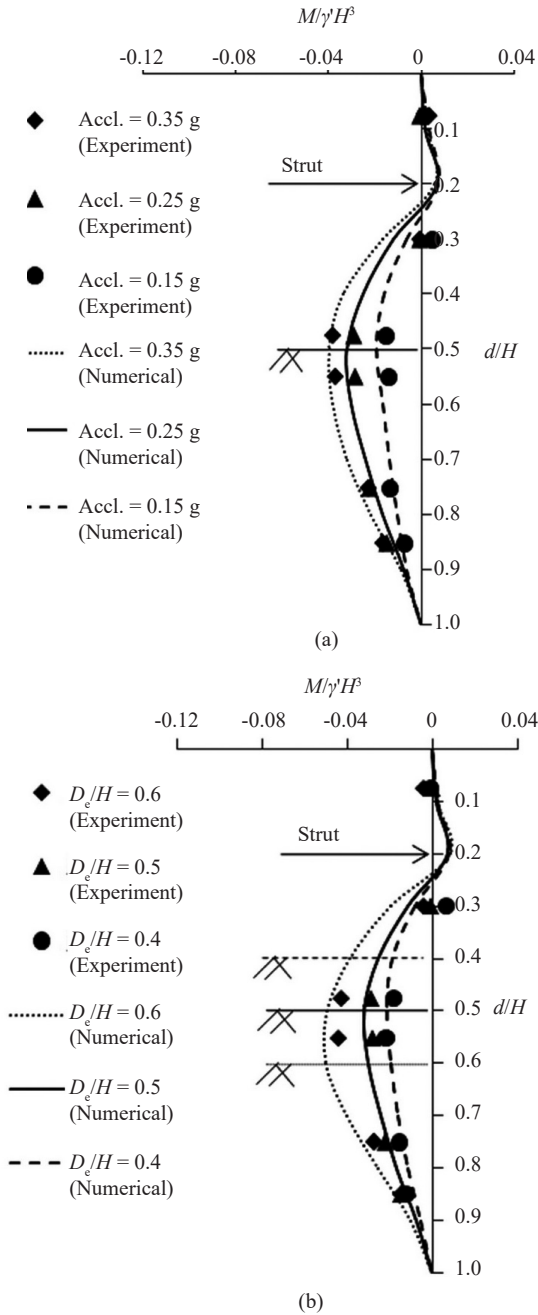 M/γ'H³
-0.12 -0.08 -0.04 0 0.04
Accl. = 0.35 g
(Experiment)
Accl. = 0.25 g
(Experiment)
Accl. = 0.15 g
(Experiment)
Accl. = 0.35 g
(Numerical)
Accl. = 0.25 g
(Numerical)
Accl. = 0.15 g
(Numerical)
Strut
0.1
0.2
0.3
0.4
0.5
d/H
0.6
0.7
0.8
0.9
1.0
(a)
M/γ'H³
-0.12 -0.08 -0.04 0 0.04
Dₑ/H = 0.6
(Experiment)
Dₑ/H = 0.5
(Experiment)
Dₑ/H = 0.4
(Experiment)
Dₑ/H = 0.6
(Numerical)
Dₑ/H = 0.5
(Numerical)
Dₑ/H = 0.4
(Numerical)
Strut
0.1
0.2
0.3
0.4
0.5
d/H
0.6
0.7
0.8
0.9
1.0
(b)